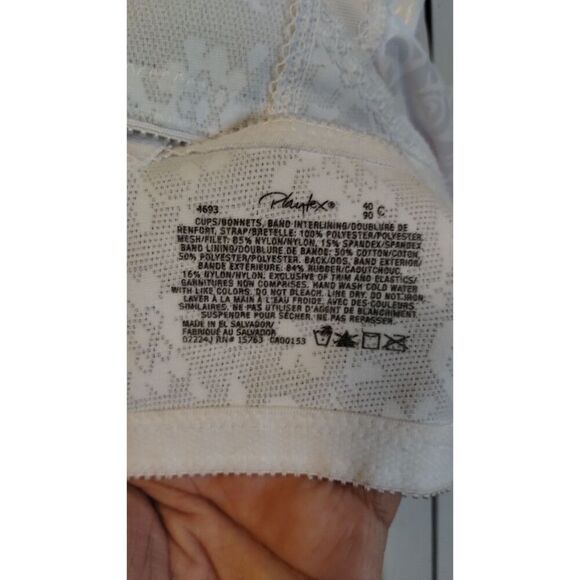 4693 Playtex® 40 C
90
CUPS/BONNETS, BAND INTERLINING/DOUBLURE DE
RENFORT, STRAP/BRETELLE: 100% POLYESTER/POLYESTER.
MESH/FILET: 85% NYLON/NYLON, 15% SPANDEX/SPANDEX.
BAND LINING/DOUBLURE DE BANDE: 50% COTTON/COTON,
50% POLYESTER/POLYESTER. BACK/DOS, BAND EXTERIOR/
BANDE EXTÉRIEURE: 84% RUBBER/CAOUTCHOUC,
16% NYLON/NYLON. EXCLUSIVE OF TRIM AND ELASTICS/
GARNITURES NON COMPRISES. HAND WASH COLD WATER
WITH LIKE COLORS. DO NOT BLEACH. LINE DRY. DO NOT IRON.
LAVER À LA MAIN À L'EAU FROIDE, AVEC DES COULEURS
SIMILAIRES. NE PAS UTILISER D'AGENT DE BLANCHIMENT.
SUSPENDRE POUR SÉCHER. NE PAS REPASSER.
MADE IN EL SALVADOR/
FABRIQUÉ AU SALVADOR
02224J RN# 15763 CA00153